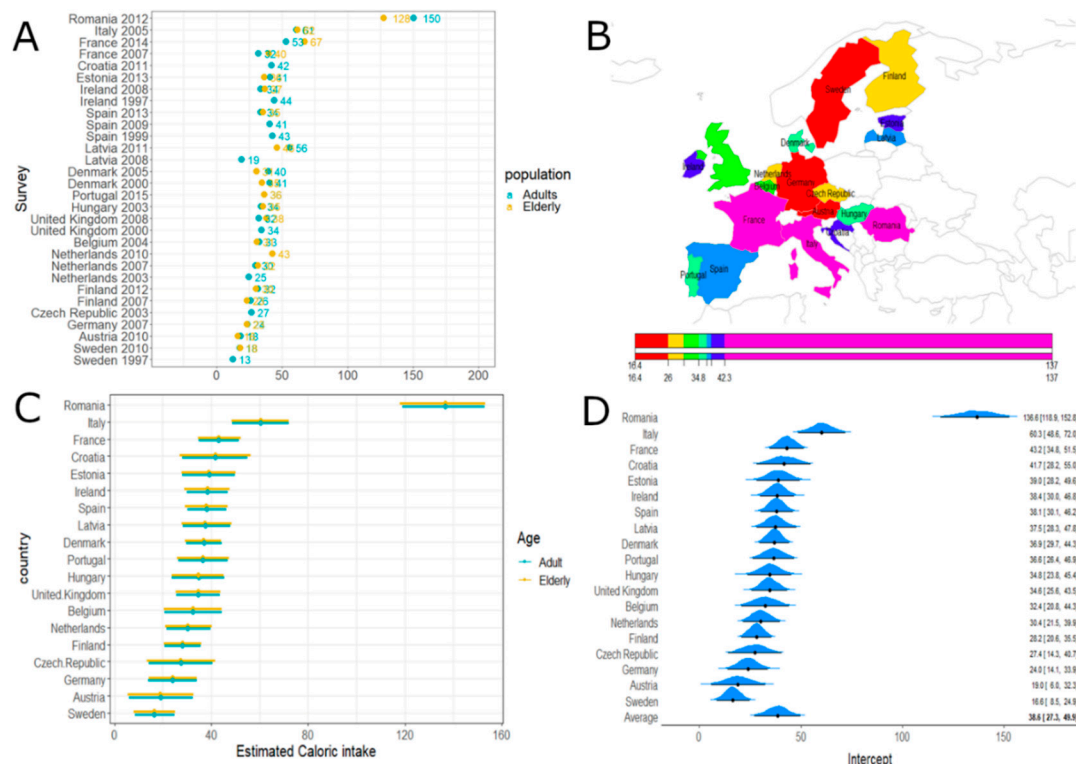 A
Survey
Romania 2012
Italy 2005
France 2014
France 2007
Croatia 2011
Estonia 2013
Ireland 2008
Ireland 1997
Spain 2013
Spain 2009
Spain 1999
Latvia 2011
Latvia 2008
Denmark 2005
Denmark 2000
Portugal 2015
Hungary 2003
United Kingdom 2008
United Kingdom 2000
Belgium 2004
Netherlands 2010
Netherlands 2007
Netherlands 2003
Finland 2012
Finland 2007
Czech Republic 2003
Germany 2007
Austria 2010
Sweden 2010
Sweden 1997
128 150
61
53 67
32 40
42
41
34
44
34
41
43
56
19
40
41
36
34
32 38
34
33
43
30
25
32
26
27
24
18
18
13
0 50 100 150 200
population
Adults
Elderly
B
Finland
Sweden
Latvia
Denmark
Ireland
Netherlands
Belgium
Germany
Czech Republic
Austria
Hungary
Romania
France
Croatia
Italy
Portugal
Spain
16.4 26 34.8 42.3 137
16.4 137
C
country
Romania
Italy
France
Croatia
Estonia
Ireland
Spain
Latvia
Denmark
Portugal
Hungary
United.Kingdom
Belgium
Netherlands
Finland
Czech.Republic
Germany
Austria
Sweden
0 40 80 120 160
Estimated Caloric intake
Age
Adult
Elderly
D
Romania 136.6 [118.9, 152.8
Italy 60.3 [ 48.6, 72.0
France 43.2 [ 34.8, 51.5
Croatia 41.7 [ 28.2, 55.0
Estonia 39.0 [ 28.2, 49.6
Ireland 38.4 [ 30.0, 46.8
Spain 38.1 [ 30.1, 46.2
Latvia 37.5 [ 28.3, 47.8
Denmark 36.9 [ 29.7, 44.3
Portugal 36.6 [ 26.4, 46.9
Hungary 34.8 [ 23.8, 45.4
United Kingdom 34.6 [ 25.6, 43.5
Belgium 32.4 [ 20.8, 44.3
Netherlands 30.4 [ 21.5, 39.9
Finland 28.2 [ 20.6, 35.5
Czech Republic 27.4 [ 14.3, 40.7
Germany 24.0 [ 14.1, 33.9
Austria 19.0 [ 6.0, 32.3
Sweden 16.6 [ 8.5, 24.9
Average 38.6 [ 27.3, 49.9
0 50 100 150
Intercept